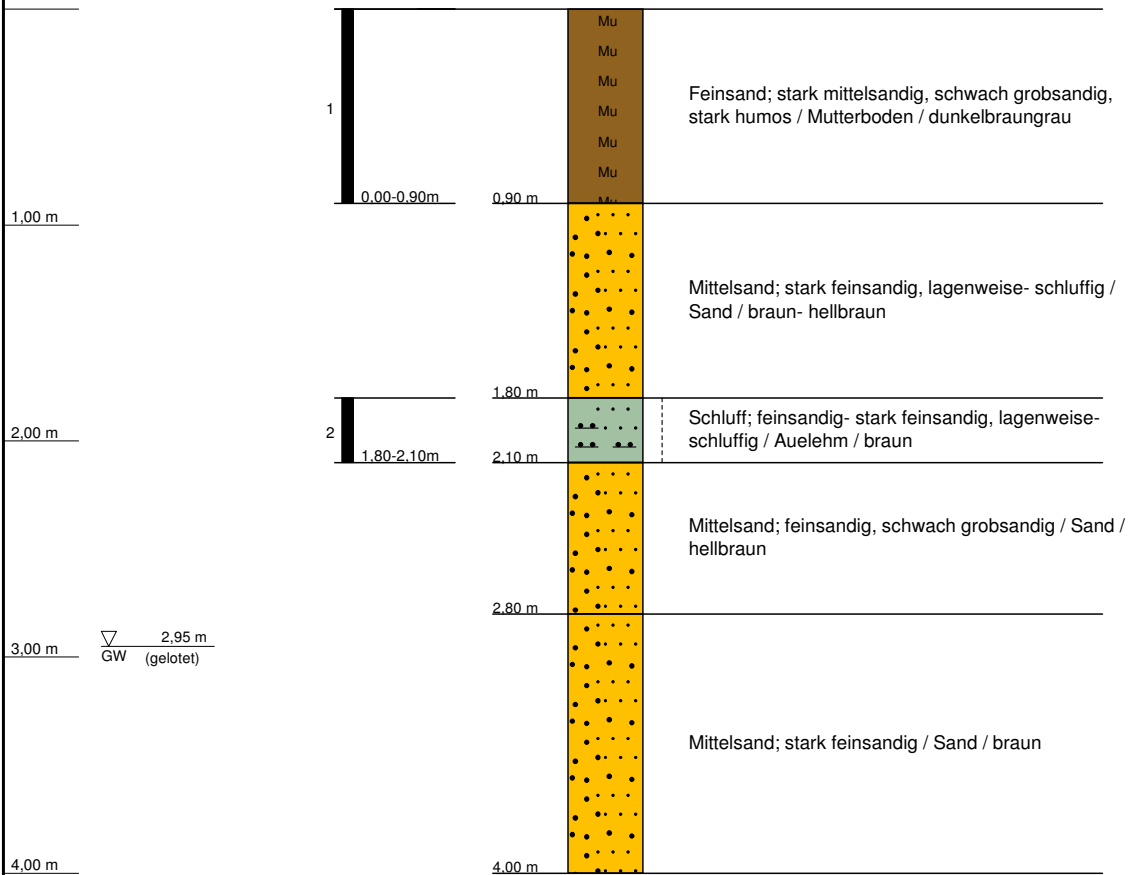 Mu
Mu
Mu
Mu
Mu
Mu
Mu
1
Feinsand; stark mittelsandig, schwach grobsandig,
stark humos / Mutterboden / dunkelbraungrau
0,00-0,90m
0,90 m
1,00 m
Mittelsand; stark feinsandig, lagenweise- schluffig /
Sand / braun- hellbraun
1,80 m
2
2,00 m
Schluff; feinsandig- stark feinsandig, lagenweise-
schluffig / Auelehm / braun
1,80-2,10m
2,10 m
Mittelsand; feinsandig, schwach grobsandig / Sand /
hellbraun
2,80 m
2,95 m
GW (gelotet)
3,00 m
Mittelsand; stark feinsandig / Sand / braun
4,00 m
4,00 m